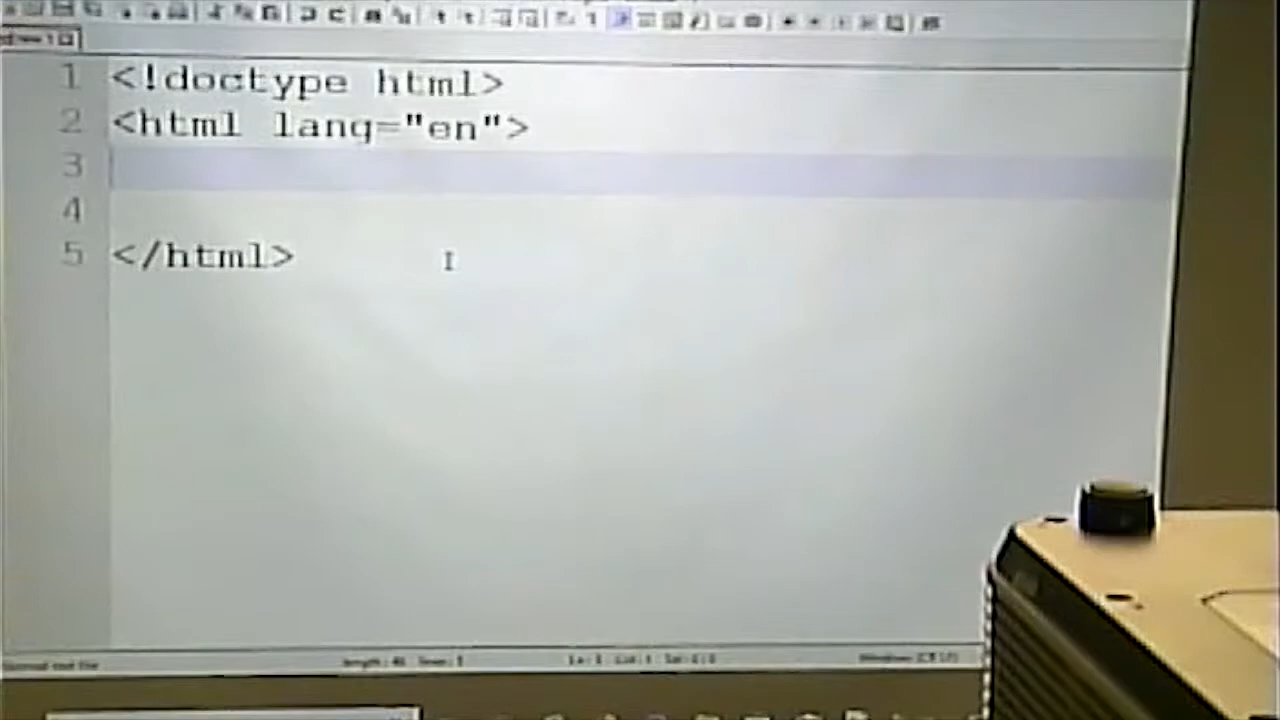 1 <!doctype html>
2 <html lang="en">
3
4
5 </html>